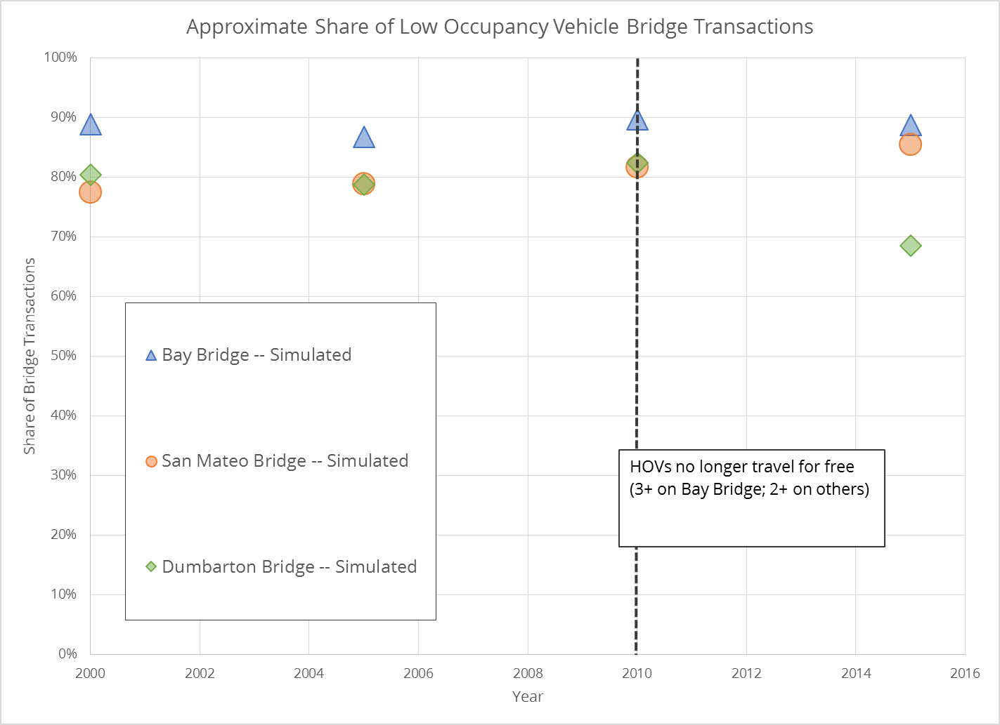 Approximate Share of Low Occupancy Vehicle Bridge Transactions
100%
90%
80%
70%
60%
50%
40%
30%
20%
10%
0%
Share of Bridge Transactions
Bay Bridge -- Simulated
San Mateo Bridge -- Simulated
Dumbarton Bridge -- Simulated
HOVs no longer travel for free
(3+ on Bay Bridge; 2+ on others)
2000 2002 2004 2006 2008 2010 2012 2014 2016
Year